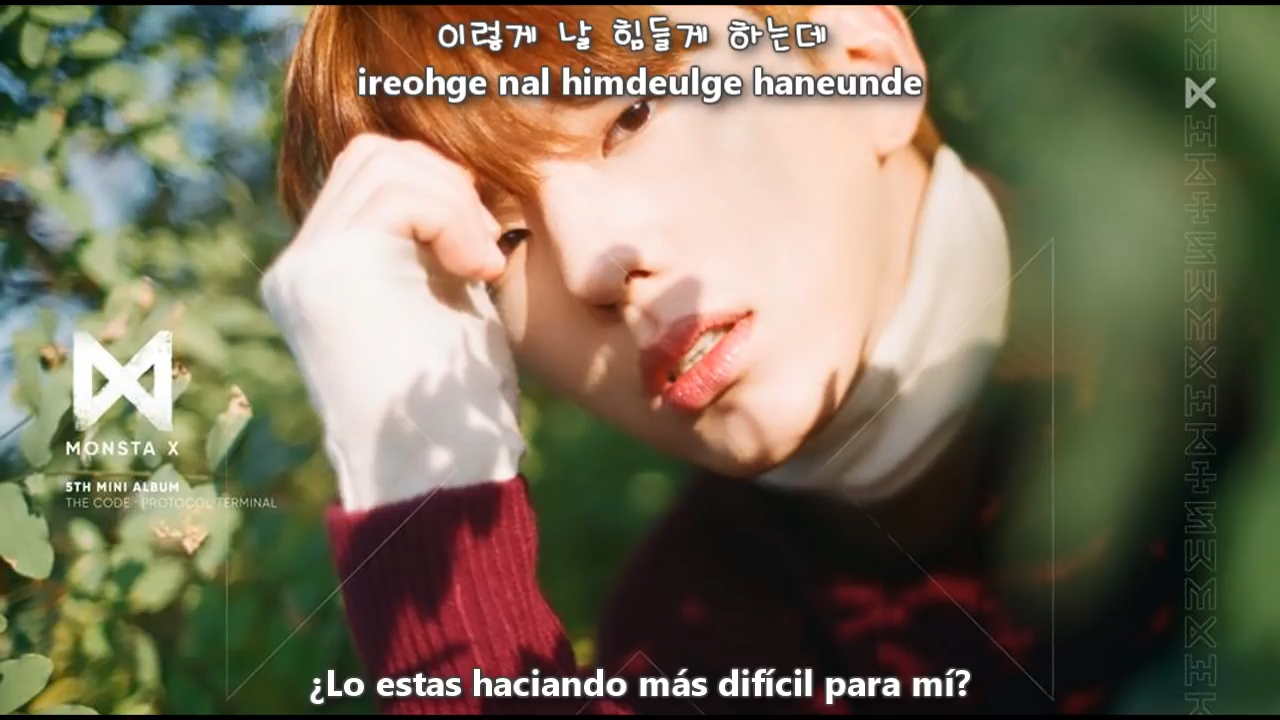 이렇게 날 힘들게 하는데
ireohge nal himdeulge haneunde
MONSTA X
5TH MINI ALBUM
THE CODE - PROTOCOL TERMINAL
¿Lo estas haciando más difícil para mí?